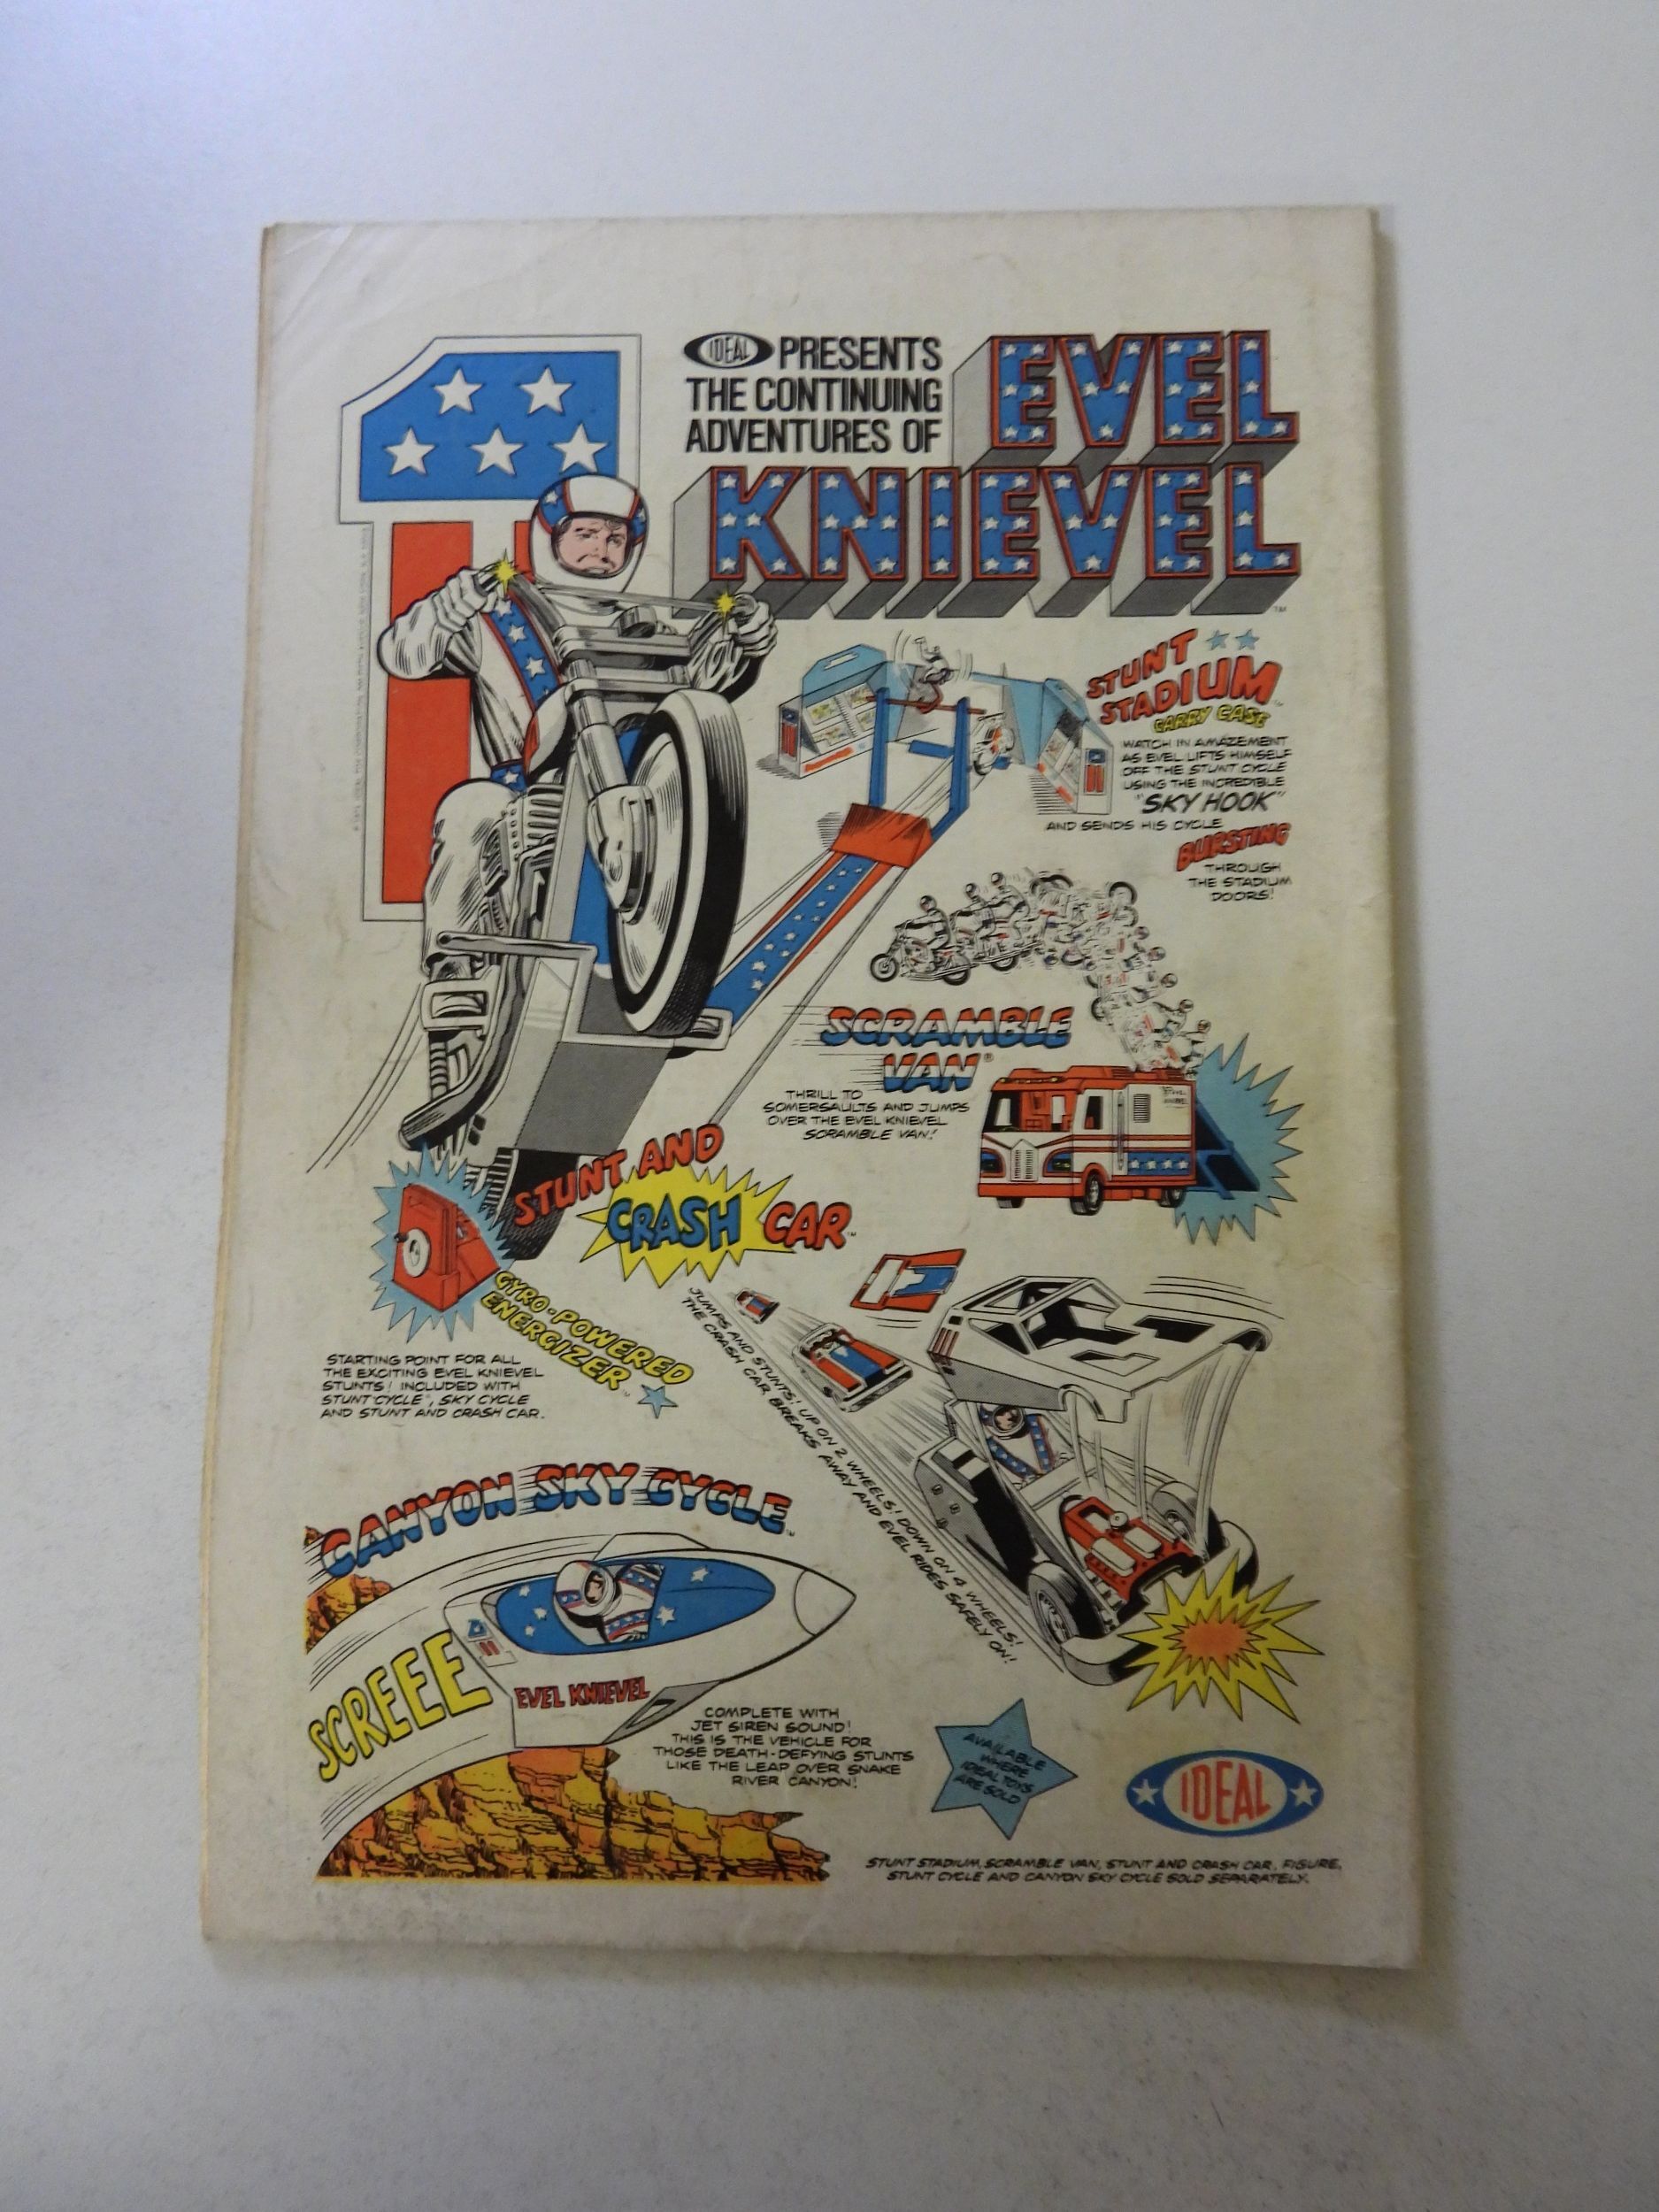 IDEAL PRESENTS
THE CONTINUING
ADVENTURES OF
EVEL
KNIEVEL
TM
STUNT
STADIUM
CARRY CASE
WATCH IN AMAZEMENT
AS EVEL LIFTS HIMSELF
OFF THE STUNT CYCLE
USING THE INCREDIBLE
"SKY HOOK"
AND SENDS HIS CYCLE
BURSTING
THROUGH
THE STADIUM
DOORS!
SCRAMBLE
VAN®
THRILL TO
SOMERSAULTS AND JUMPS
OVER THE EVEL KNIEVEL
SCRAMBLE VAN!
STUNT AND
CRASH CAR™
JUMPS AND STUNTS! UP ON 2 WHEELS! DOWN ON 4 WHEELS!
THE CRASH CAR BREAKS AWAY AND EVEL RIDES SAFELY ON!
GYRO-POWERED
ENERGIZER™
STARTING POINT FOR ALL
THE EXCITING EVEL KNIEVEL
STUNTS! INCLUDED WITH
STUNT CYCLE®, SKY CYCLE
AND STUNT AND CRASH CAR.
CANYON SKY CYCLE™
SCREEE
EVEL KNIEVEL
COMPLETE WITH
JET SIREN SOUND!
THIS IS THE VEHICLE FOR
THOSE DEATH-DEFYING STUNTS
LIKE THE LEAP OVER SNAKE
RIVER CANYON!
AVAILABLE
WHERE
IDEAL TOYS
ARE SOLD
IDEAL
STUNT STADIUM, SCRAMBLE VAN, STUNT AND CRASH CAR, FIGURE,
STUNT CYCLE AND CANYON SKY CYCLE SOLD SEPARATELY.